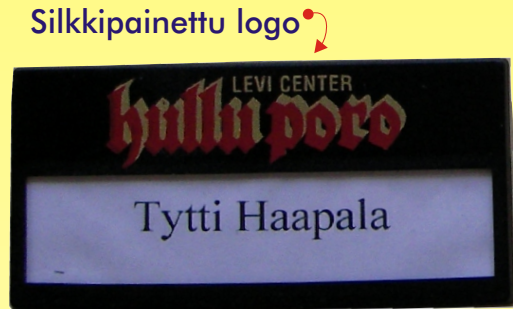 Silkkipainettu logo
LEVI CENTER
hullu poro
Tytti Haapala